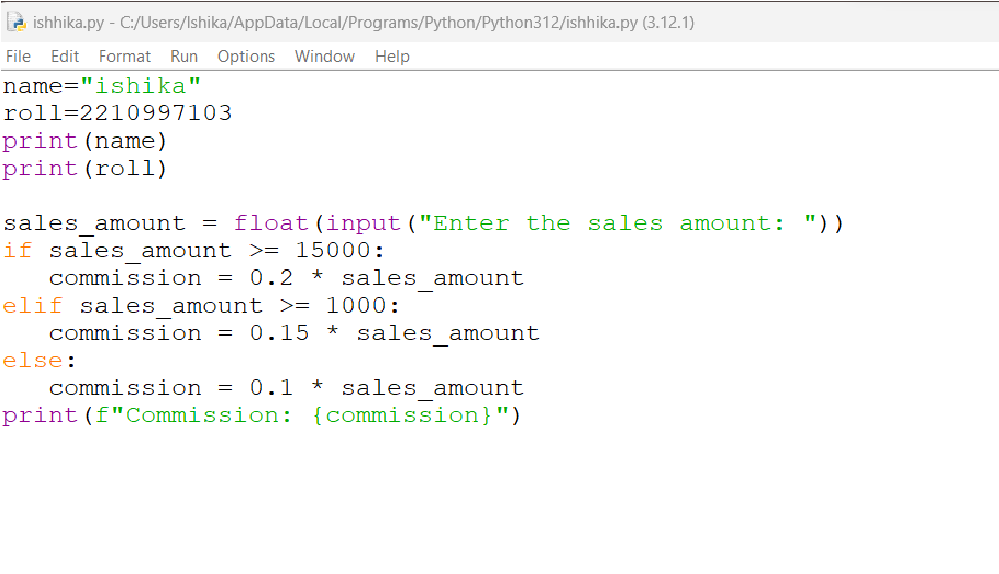 ishhika.py - C:/Users/Ishika/AppData/Local/Programs/Python/Python312/ishhika.py (3.12.1)
File Edit Format Run Options Window Help
name="ishika"
roll=2210997103
print(name)
print(roll)

sales_amount = float(input("Enter the sales amount: "))
if sales_amount >= 15000:
   commission = 0.2 * sales_amount
elif sales_amount >= 1000:
   commission = 0.15 * sales_amount
else:
   commission = 0.1 * sales_amount
print(f"Commission: {commission}")